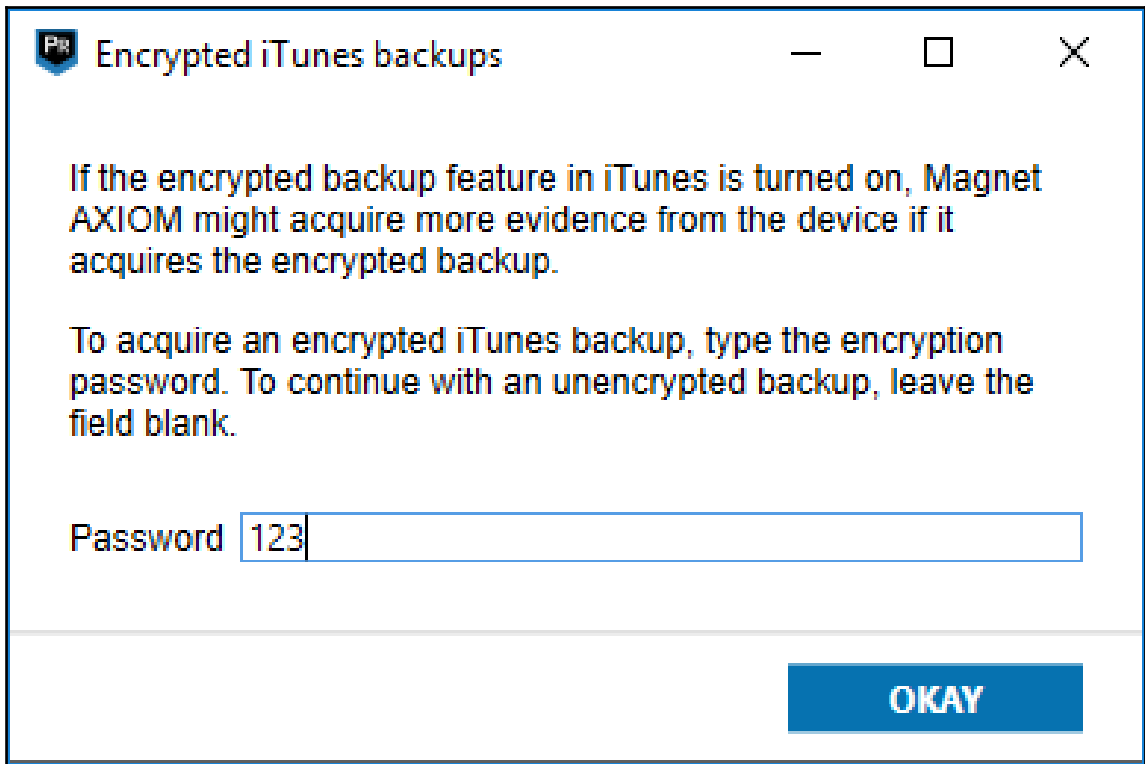 PR Encrypted iTunes backups
If the encrypted backup feature in iTunes is turned on, Magnet
AXIOM might acquire more evidence from the device if it
acquires the encrypted backup.
To acquire an encrypted iTunes backup, type the encryption
password. To continue with an unencrypted backup, leave the
field blank.
Password 123
OKAY